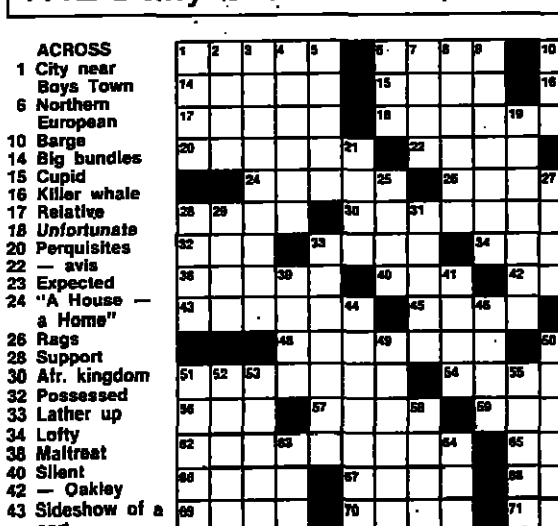 ACROSS
1 City near
Boys Town
6 Northern
European
10 Barge
14 Big bundles
15 Cupid
16 Killer whale
17 Relative
18 Unfortunate
20 Perquisites
22 — avis
23 Expected
24 "A House —
a Home"
26 Rags
28 Support
30 Afr. kingdom
32 Possessed
33 Lather up
34 Lofty
38 Maltreat
40 Silent
42 — Oakley
43 Sideshow of a
1 2 3 4 5 6 7 8 9 10
14 15 16
17 18 19
20 21 22
24 25 26 27
28 29 30 31
32 33 34
38 39 40 41 42
43 44 45 46
48 49 50
51 52 53 54 55
56 57 58 59
62 63 64 65
66 67 68
69 70 71